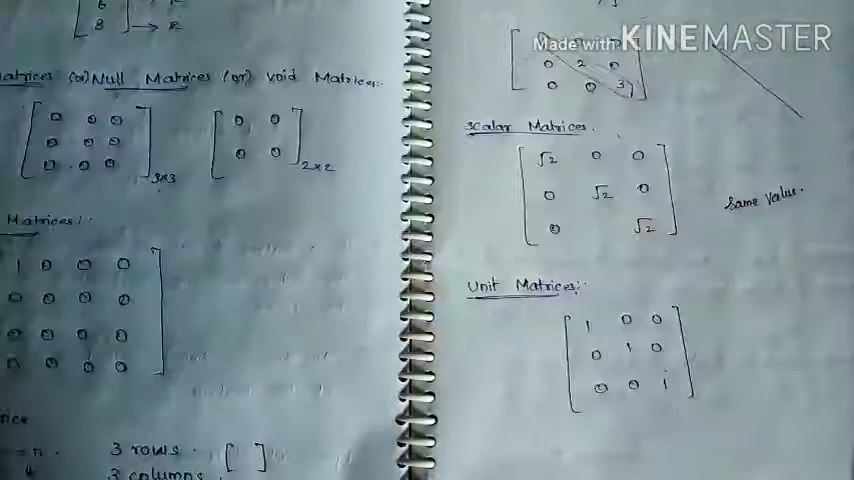 6
8 → R
atrices (or) Null Matrices (or) void Matrices:-
0 0 0
0 0 0
0 0 0
3×3
0 0
0 0
2×2
Matrices:-
1 0 0 0
0 0 0 0
0 0 0 0
0 0 0 0
rice
= n. 3 rows. [ ]
4 3 columns.
Made with KINEMASTER
0 2 0
0 0 3
Scalar Matrices.
√2 0 0
0 √2 0
0 √2
Same value.
Unit Matrices:-
1 0 0
0 1 0
0 0 1